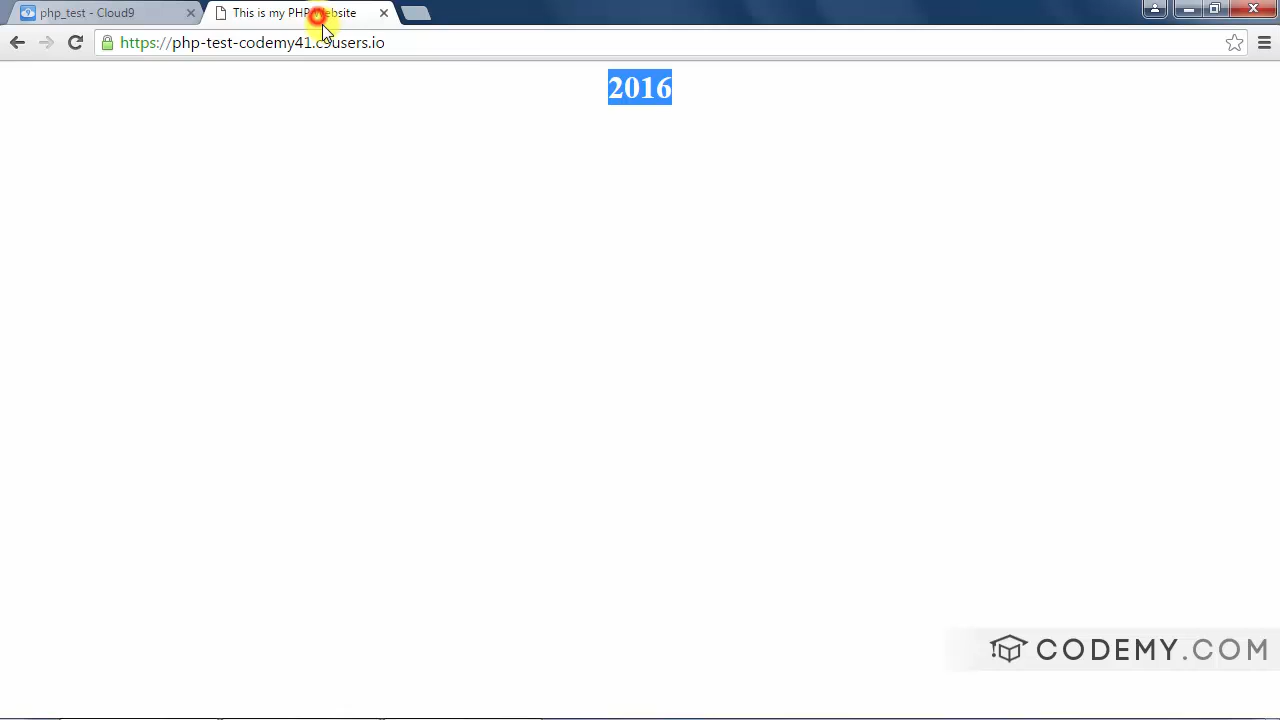 php_test - Cloud9
This is my PHP Website
https://php-test-codemy41.c9users.io
2016
CODEMY.COM